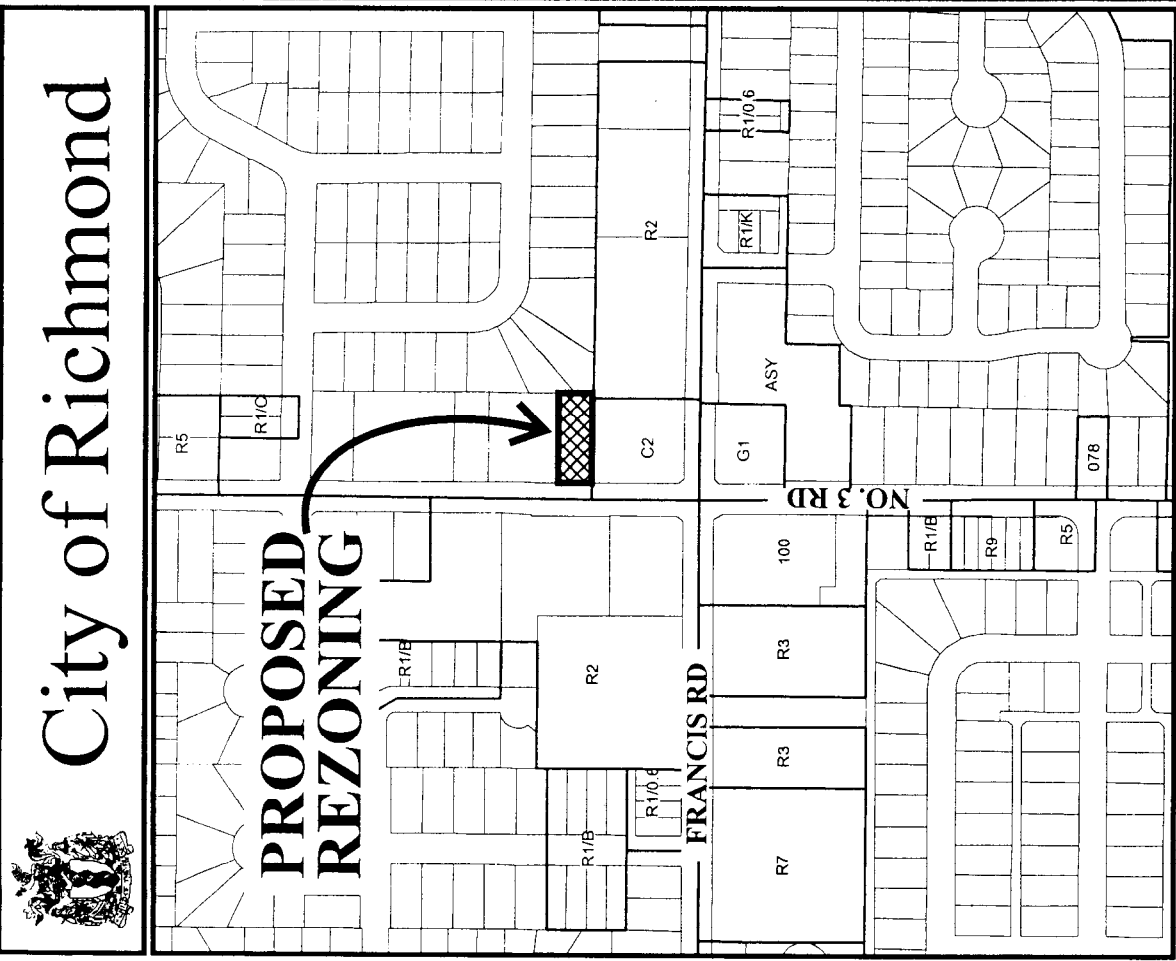 City of Richmond
PROPOSED
REZONING
R5
R1/C
R2
R1/0.6
R1/K
C2
ASY
G1
NO. 3 RD
078
R1/B
R2
R1/B
R1/0.6
FRANCIS RD
100
R3
R3
R7
R1/B
R9
R5